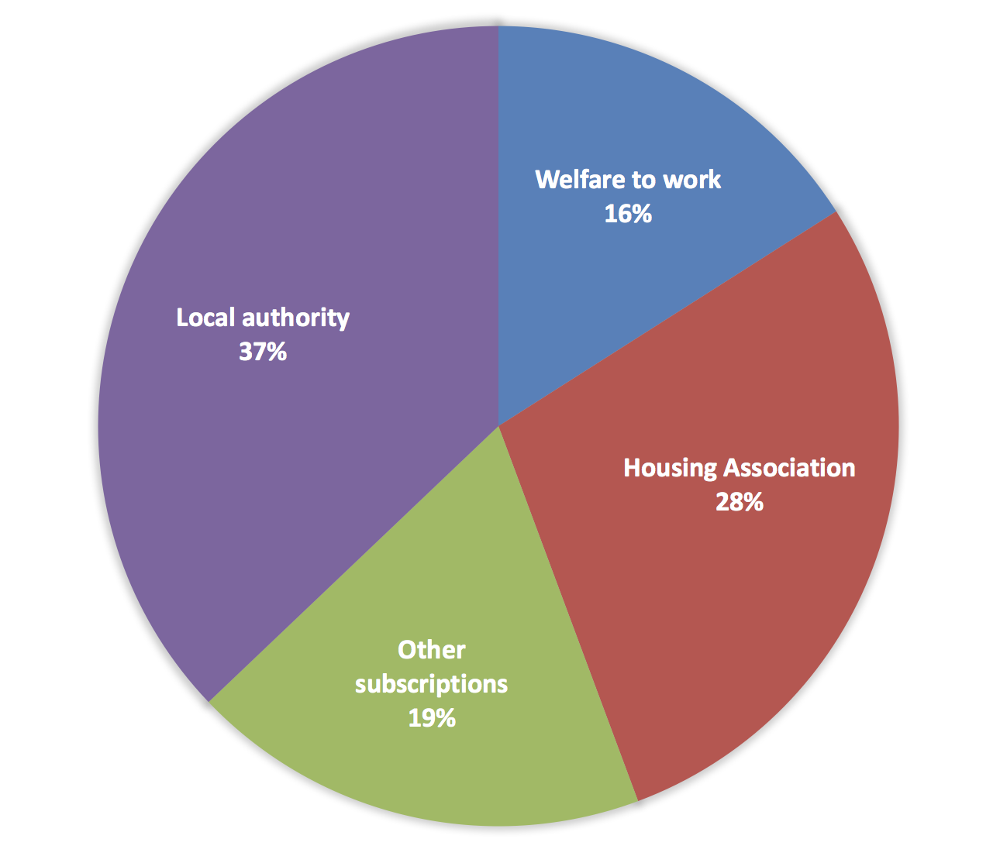 Welfare to work
16%
Local authority
37%
Housing Association
28%
Other
subscriptions
19%